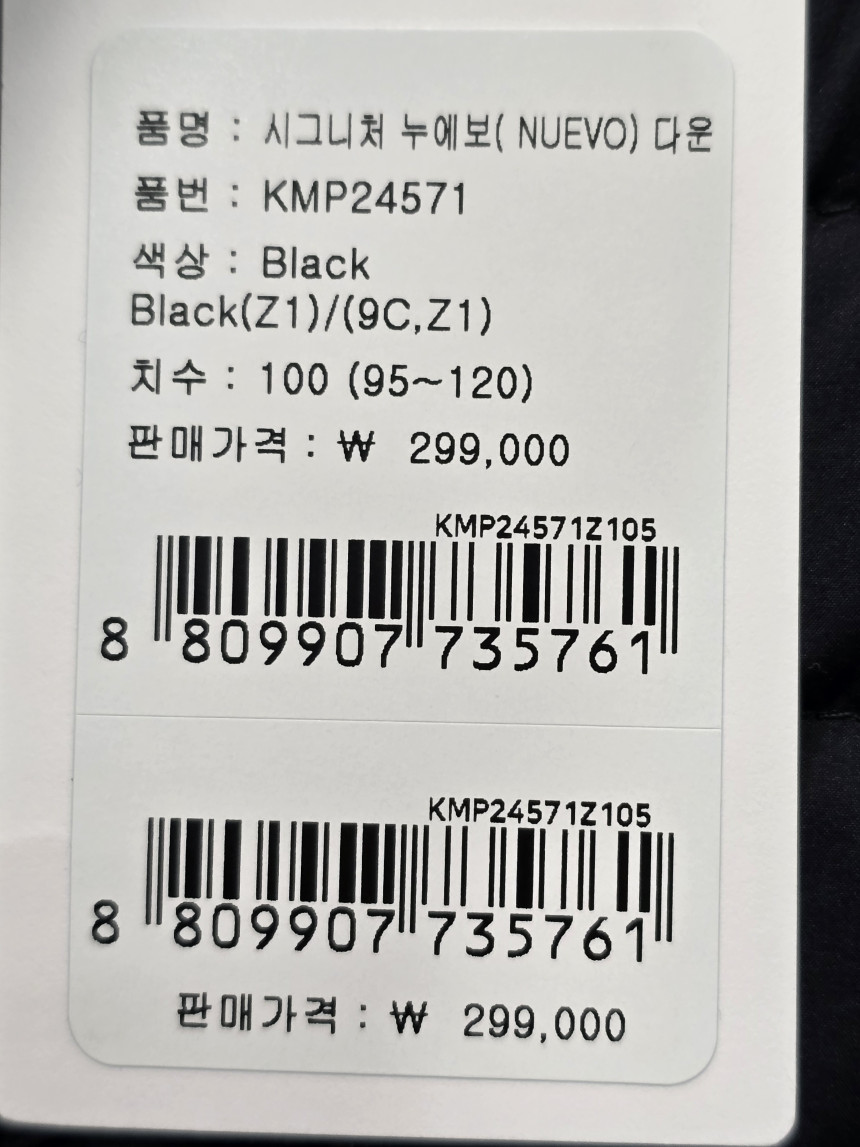 품명 : 시그니처 누에보( NUEVO) 다운
품번 : KMP24571
색상 : Black
Black(Z1)/(9C,Z1)
치수 : 100 (95~120)
판매가격 : ₩ 299,000
KMP24571Z105
8 809907 735761
KMP24571Z105
8 809907 735761
판매가격 : ₩ 299,000